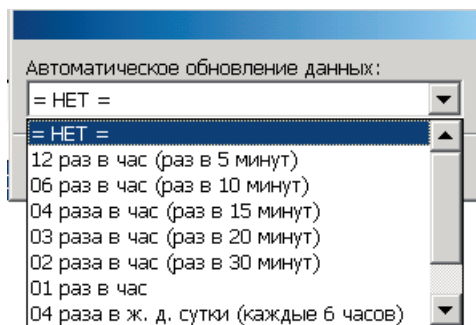 Автоматическое обновление данных:
= НЕТ =
= НЕТ =
12 раз в час (раз в 5 минут)
06 раз в час (раз в 10 минут)
04 раза в час (раз в 15 минут)
03 раза в час (раз в 20 минут)
02 раза в час (раз в 30 минут)
01 раз в час
04 раза в ж. д. сутки (каждые 6 часов)